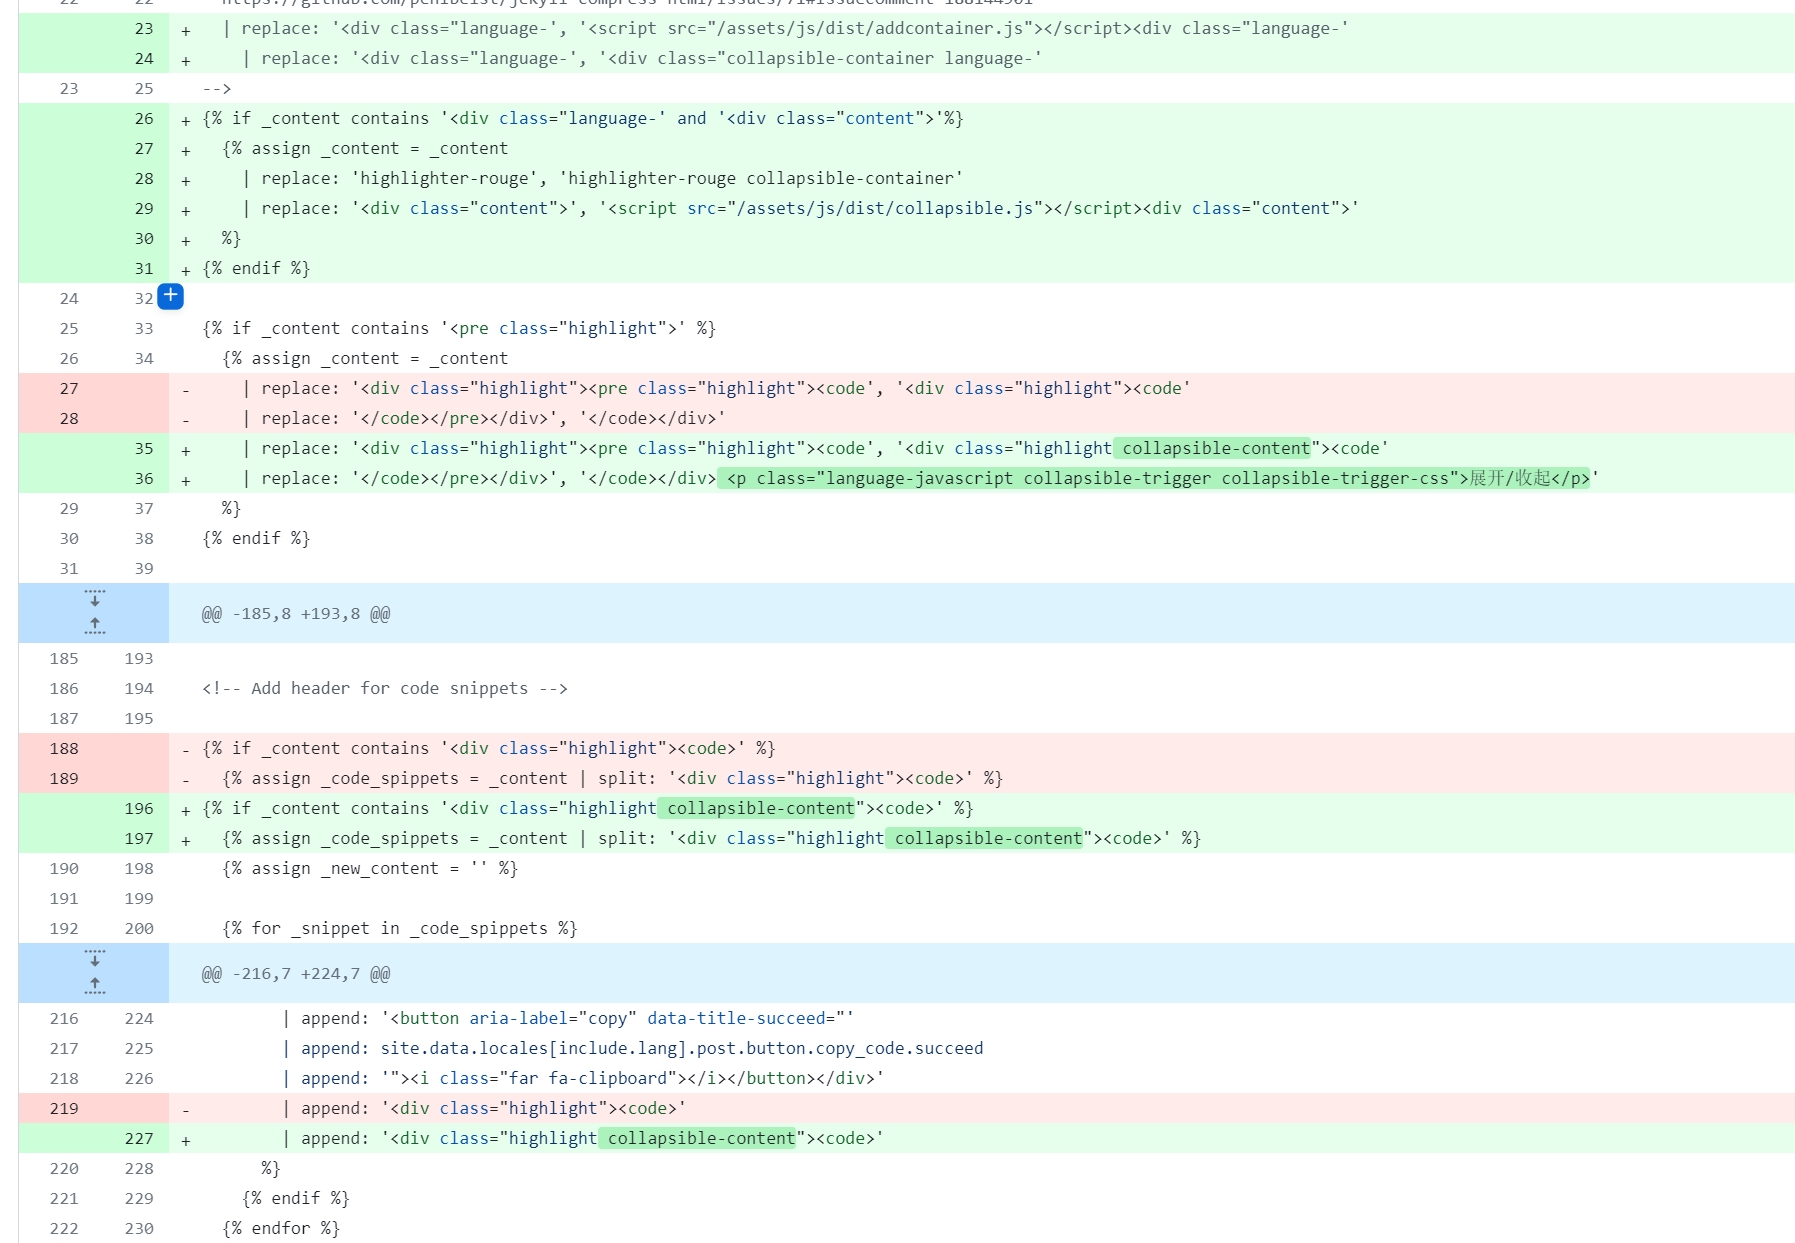 22 22 https://github.com/penibelst/jekyll-compress-html/issues/71#issuecomment-188144901
23 + | replace: '<div class="language-', '<script src="/assets/js/dist/addcontainer.js"></script><div class="language-'
24 + | replace: '<div class="language-', '<div class="collapsible-container language-'
23 25 -->
26 + {% if _content contains '<div class="language-' and '<div class="content">'%}
27 + {% assign _content = _content
28 + | replace: 'highlighter-rouge', 'highlighter-rouge collapsible-container'
29 + | replace: '<div class="content">', '<script src="/assets/js/dist/collapsible.js"></script><div class="content">'
30 + %}
31 + {% endif %}
24 32 +
25 33 {% if _content contains '<pre class="highlight">' %}
26 34 {% assign _content = _content
27 - | replace: '<div class="highlight"><pre class="highlight"><code', '<div class="highlight"><code'
28 - | replace: '</code></pre></div>', '</code></div>'
35 + | replace: '<div class="highlight"><pre class="highlight"><code', '<div class="highlight collapsible-content"><code'
36 + | replace: '</code></pre></div>', '</code></div> <p class="language-javascript collapsible-trigger collapsible-trigger-css">展开/收起</p>'
29 37 %}
30 38 {% endif %}
31 39
@@ -185,8 +193,8 @@
185 193
186 194 <!-- Add header for code snippets -->
187 195
188 - {% if _content contains '<div class="highlight"><code>' %}
189 - {% assign _code_spippets = _content | split: '<div class="highlight"><code>' %}
196 + {% if _content contains '<div class="highlight collapsible-content"><code>' %}
197 + {% assign _code_spippets = _content | split: '<div class="highlight collapsible-content"><code>' %}
190 198 {% assign _new_content = '' %}
191 199
192 200 {% for _snippet in _code_spippets %}
@@ -216,7 +224,7 @@
216 224 | append: '<button aria-label="copy" data-title-succeed="'
217 225 | append: site.data.locales[include.lang].post.button.copy_code.succeed
218 226 | append: '"><i class="far fa-clipboard"></i></button></div>'
219 - | append: '<div class="highlight"><code>'
227 + | append: '<div class="highlight collapsible-content"><code>'
220 228 %}
221 229 {% endif %}
222 230 {% endfor %}